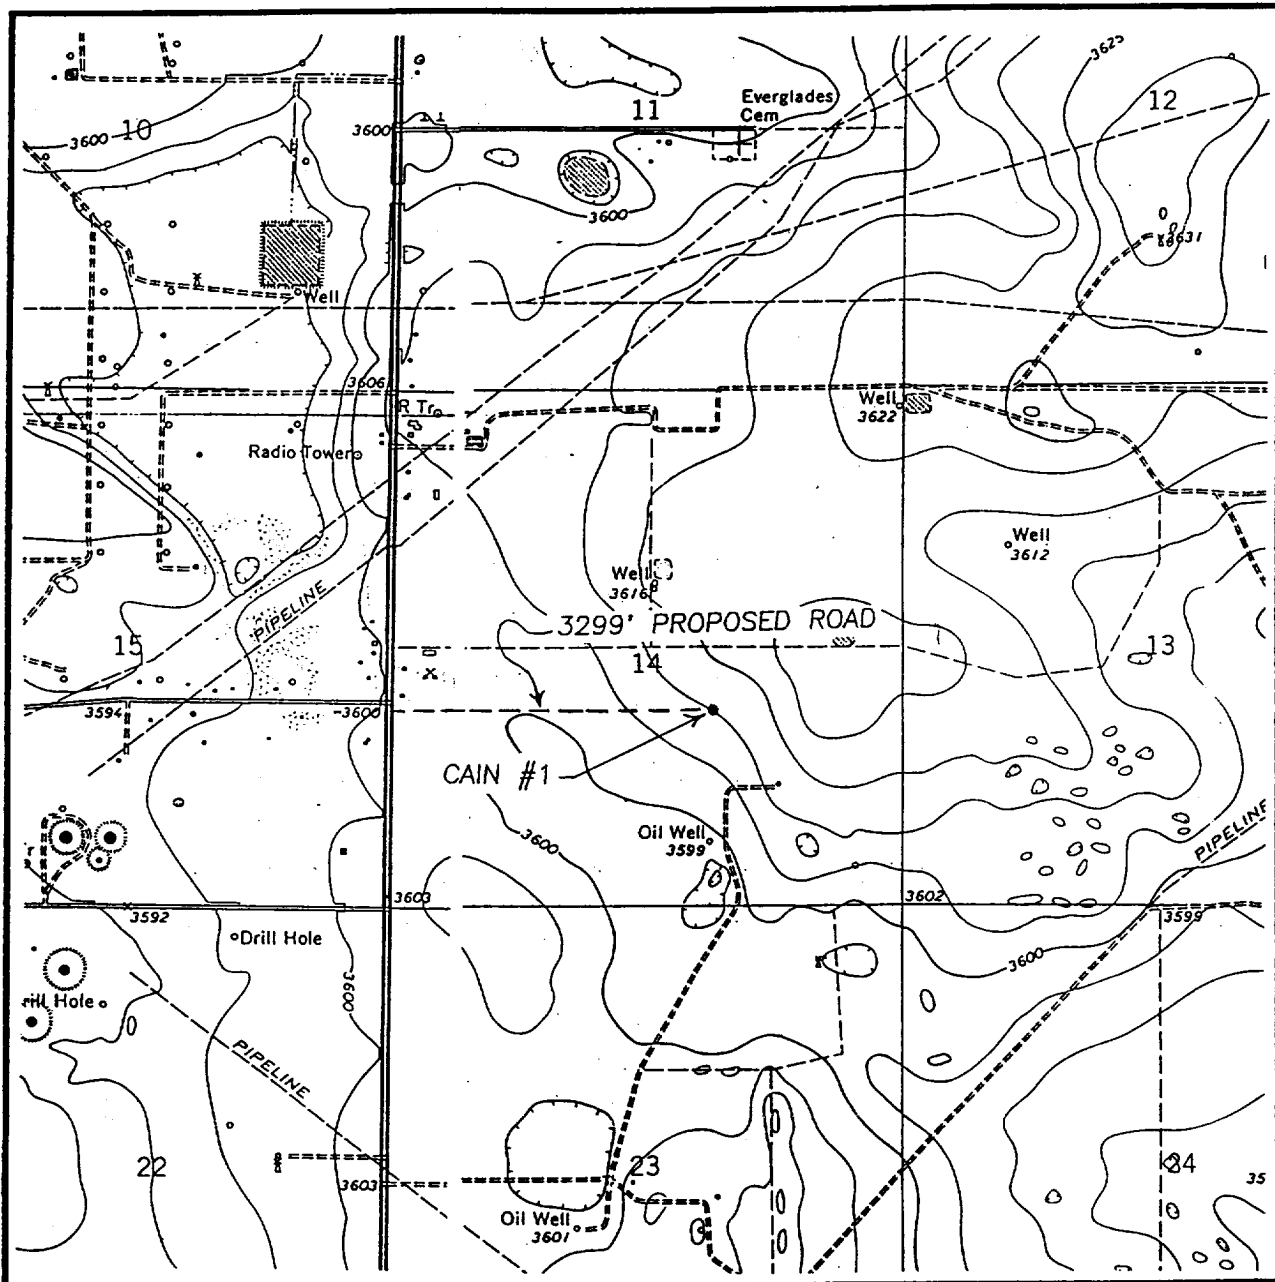 3625
11
12
Everglades
Cem
3600
10
3600
3600
3631
Well
3606
R Tr
Well
3622
Radio Tower
Well
3612
Well
3616
PIPELINE
3299' PROPOSED ROAD
15
14
13
3594
3600
CAIN #1
3600
Oil Well
3599
PIPELINE
3603
3602
3592
3599
Drill Hole
3600
3600
rill Hole
PIPELINE
22
23
24
3603
35
Oil Well
3601